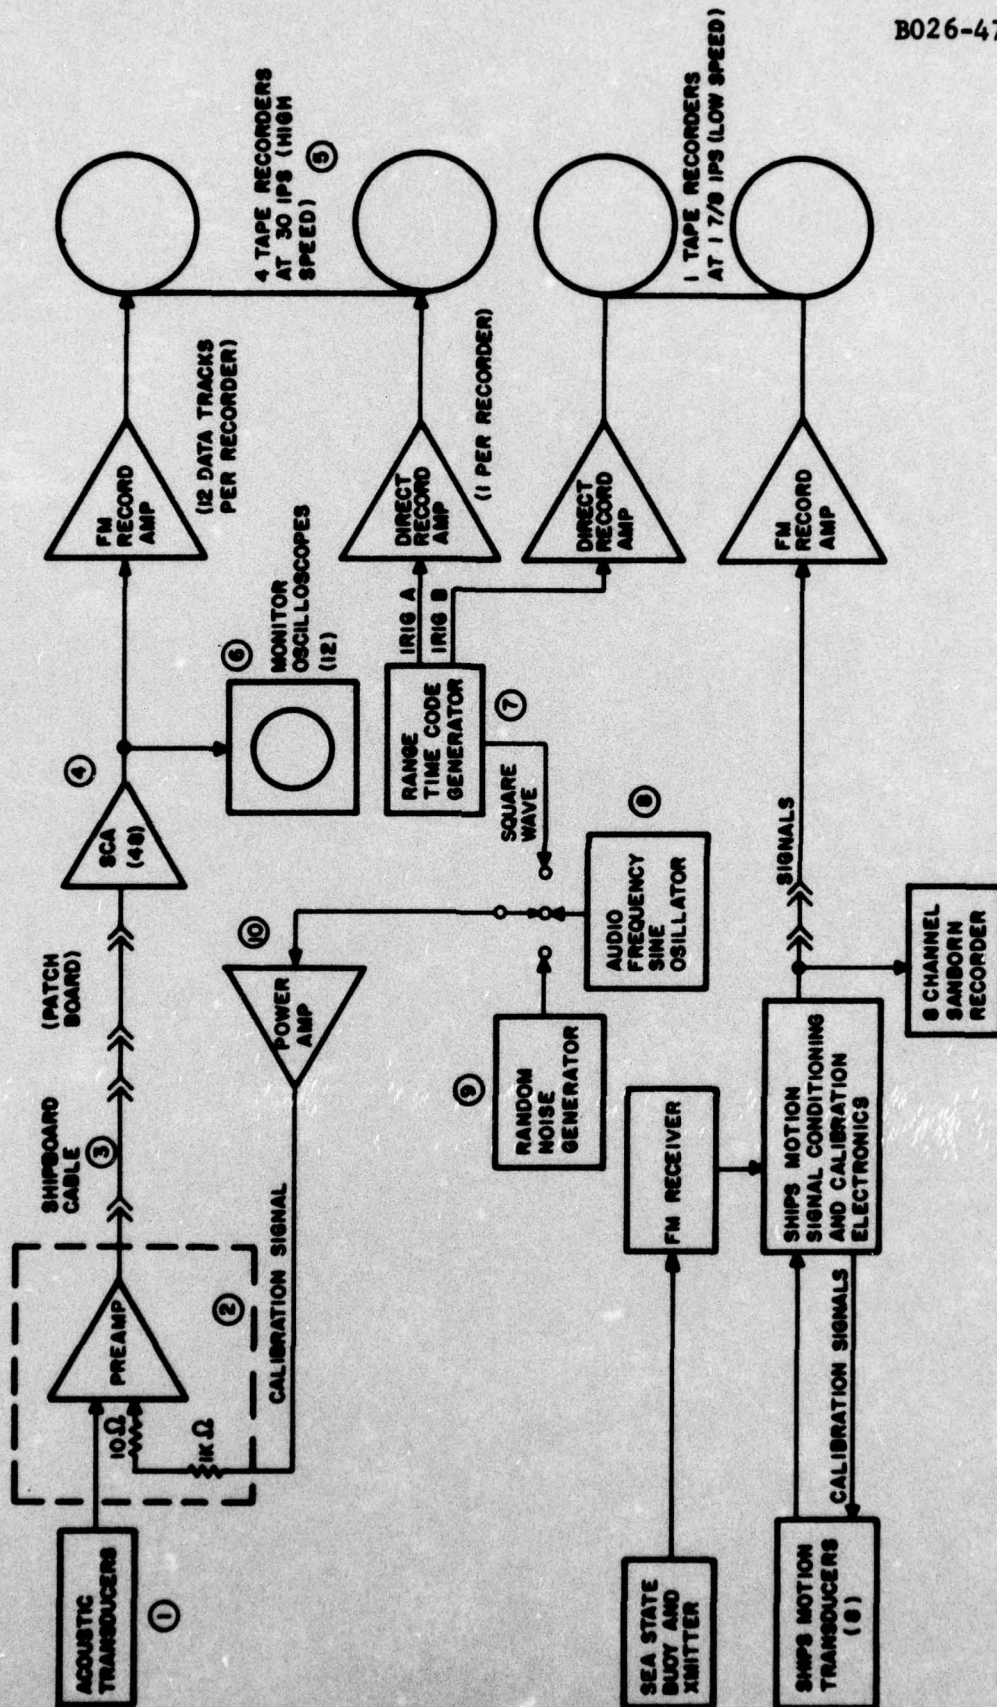 B026-47
ACOUSTIC
TRANSDUCERS
①
10Ω
1KΩ
PREAMP
②
SHIPBOARD
CABLE
③
(PATCH
BOARD)
SCA
(48)
④
FM
RECORD
AMP
(12 DATA TRACKS
PER RECORDER)
4 TAPE RECORDERS
AT 30 IPS (HIGH
SPEED)
⑤
⑥
MONITOR
OSCILLOSCOPES
(12)
CALIBRATION SIGNAL
POWER
AMP
⑩
RANGE
TIME CODE
GENERATOR
⑦
IRIG A
IRIG B
DIRECT
RECORD
AMP
(1 PER RECORDER)
SQUARE
WAVE
⑨
RANDOM
NOISE
GENERATOR
AUDIO
FREQUENCY
SINE
OSILLATOR
⑧
DIRECT
RECORD
AMP
1 TAPE RECORDERS
AT 1 7/8 IPS (LOW SPEED)
SEA STATE
BUOY AND
XMITTER
FM RECEIVER
SHIPS MOTION
TRANSDUCERS
(8)
CALIBRATION SIGNALS
SHIPS MOTION
SIGNAL CONDITIONING
AND CALIBRATION
ELECTRONICS
SIGNALS
FM
RECORD
AMP
8 CHANNEL
SANBORN
RECORDER